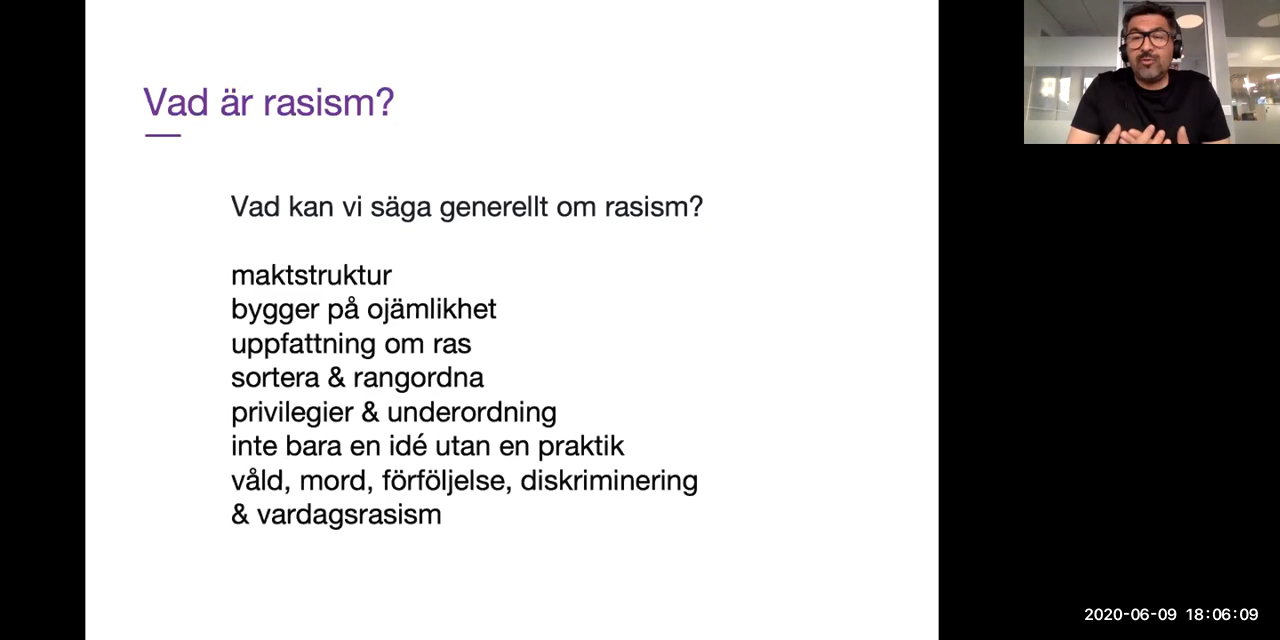 Vad är rasism?
Vad kan vi säga generellt om rasism?
maktstruktur
bygger på ojämlikhet
uppfattning om ras
sortera & rangordna
privilegier & underordning
inte bara en idé utan en praktik
våld, mord, förföljelse, diskriminering
& vardagsrasism
2020-06-09 18:06:09